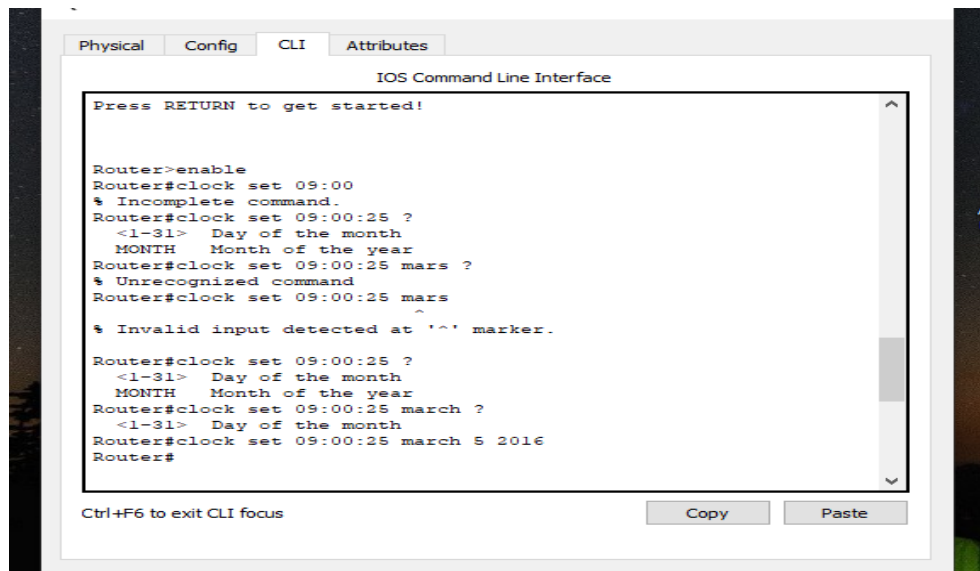 Physical Config CLI Attributes
IOS Command Line Interface
Press RETURN to get started!
Router>enable
Router#clock set 09:00
% Incomplete command.
Router#clock set 09:00:25 ?
<1-31> Day of the month
MONTH Month of the year
Router#clock set 09:00:25 mars ?
% Unrecognized command
Router#clock set 09:00:25 mars
^
% Invalid input detected at '^' marker.
Router#clock set 09:00:25 ?
<1-31> Day of the month
MONTH Month of the year
Router#clock set 09:00:25 march ?
<1-31> Day of the month
Router#clock set 09:00:25 march 5 2016
Router#
Ctrl+F6 to exit CLI focus Copy Paste